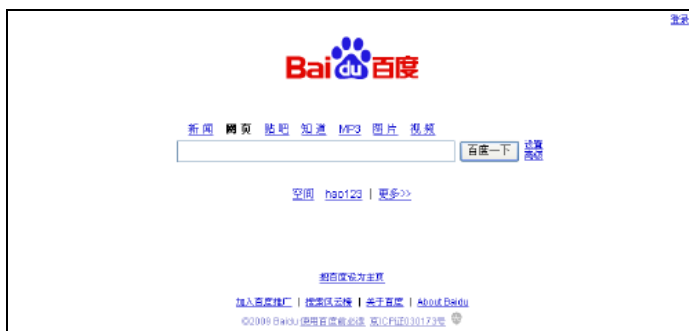 登录
Bai du 百度
新闻 网页 贴吧 知道 MP3 图片 视频
百度一下 设置
高级
空间 hao123 | 更多>>
把百度设为主页
加入百度推广 | 搜索风云榜 | 关于百度 | About Baidu
©2009 Baidu 使用百度前必读 京ICP证030173号